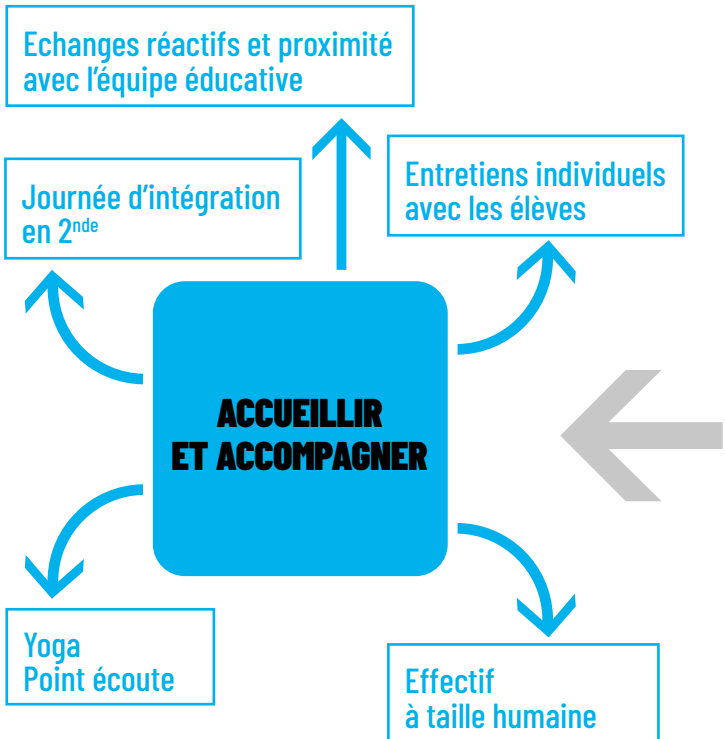 Echanges réactifs et proximité
avec l'équipe éducative
Journée d'intégration
en 2nde
Entretiens individuels
avec les élèves
ACCUEILLIR
ET ACCOMPAGNER
Yoga
Point écoute
Effectif
à taille humaine